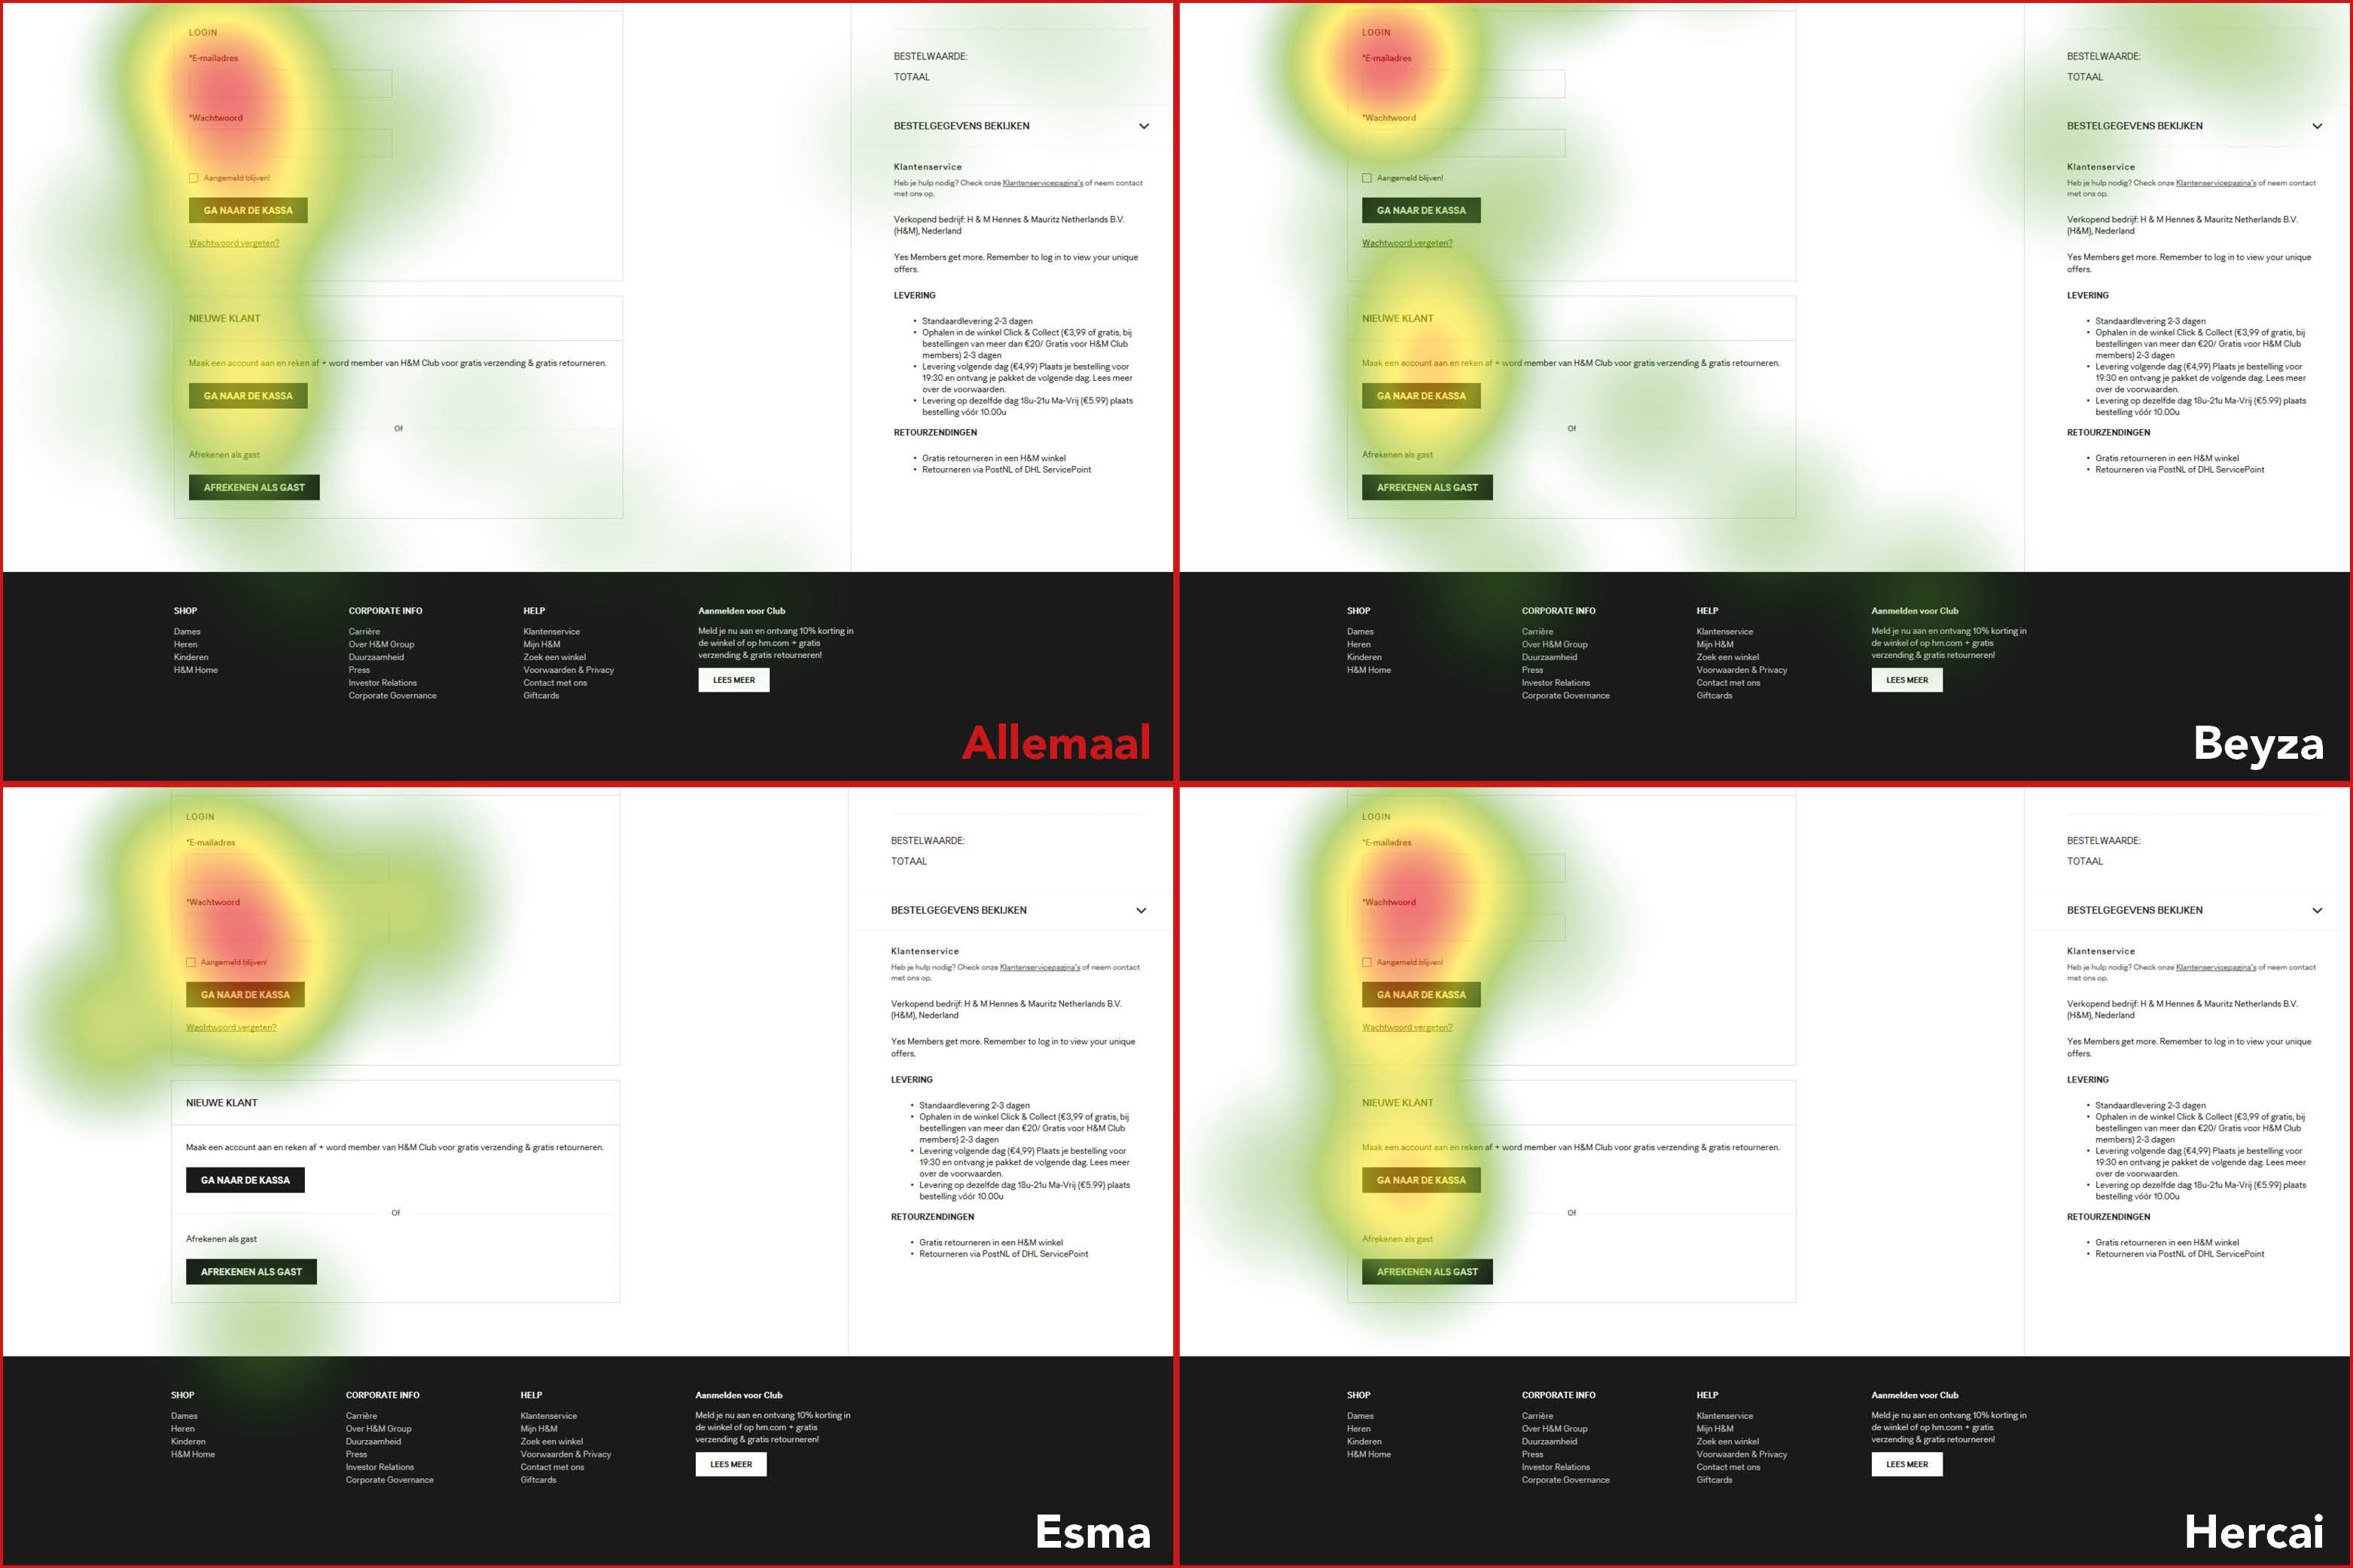 LOGIN
*E-mailadres
*Wachtwoord
Aangemeld blijven!
GA NAAR DE KASSA
Wachtwoord vergeten?
NIEUWE KLANT
Maak een account aan en reken af + word member van H&M Club voor gratis verzending & gratis retourneren.
GA NAAR DE KASSA
Of
Afrekenen als gast
AFREKENEN ALS GAST
BESTELWAARDE:
TOTAAL
BESTELGEGEVENS BEKIJKEN
Klantenservice
Heb je hulp nodig? Check onze Klantenservicepagina's of neem contact
met ons op.
Verkopend bedrijf: H & M Hennes & Mauritz Netherlands B.V.
(H&M), Nederland
Yes Members get more. Remember to log in to view your unique
offers.
LEVERING
• Standaardlevering 2-3 dagen
• Ophalen in de winkel Click & Collect (€3,99 of gratis, bij
bestellingen van meer dan €20/ Gratis voor H&M Club
members) 2-3 dagen
• Levering volgende dag (€4,99) Plaats je bestelling voor
19:30 en ontvang je pakket de volgende dag. Lees meer
over de voorwaarden.
• Levering op dezelfde dag 18u-21u Ma-Vrij (€5.99) plaats
bestelling vóór 10.00u
RETOURZENDINGEN
• Gratis retourneren in een H&M winkel
• Retourneren via PostNL of DHL ServicePoint
SHOP
Dames
Heren
Kinderen
H&M Home
CORPORATE INFO
Carrière
Over H&M Group
Duurzaamheid
Press
Investor Relations
Corporate Governance
HELP
Klantenservice
Mijn H&M
Zoek een winkel
Voorwaarden & Privacy
Contact met ons
Giftcards
Aanmelden voor Club
Meld je nu aan en ontvang 10% korting in
de winkel of op hm.com + gratis
verzending & gratis retourneren!
LEES MEER
Allemaal
LOGIN
*E-mailadres
*Wachtwoord
Aangemeld blijven!
GA NAAR DE KASSA
Wachtwoord vergeten?
NIEUWE KLANT
Maak een account aan en reken af + word member van H&M Club voor gratis verzending & gratis retourneren.
GA NAAR DE KASSA
Of
Afrekenen als gast
AFREKENEN ALS GAST
BESTELWAARDE:
TOTAAL
BESTELGEGEVENS BEKIJKEN
Klantenservice
Heb je hulp nodig? Check onze Klantenservicepagina's of neem contact
met ons op.
Verkopend bedrijf: H & M Hennes & Mauritz Netherlands B.V.
(H&M), Nederland
Yes Members get more. Remember to log in to view your unique
offers.
LEVERING
• Standaardlevering 2-3 dagen
• Ophalen in de winkel Click & Collect (€3,99 of gratis, bij
bestellingen van meer dan €20/ Gratis voor H&M Club
members) 2-3 dagen
• Levering volgende dag (€4,99) Plaats je bestelling voor
19:30 en ontvang je pakket de volgende dag. Lees meer
over de voorwaarden.
• Levering op dezelfde dag 18u-21u Ma-Vrij (€5.99) plaats
bestelling vóór 10.00u
RETOURZENDINGEN
• Gratis retourneren in een H&M winkel
• Retourneren via PostNL of DHL ServicePoint
SHOP
Dames
Heren
Kinderen
H&M Home
CORPORATE INFO
Carrière
Over H&M Group
Duurzaamheid
Press
Investor Relations
Corporate Governance
HELP
Klantenservice
Mijn H&M
Zoek een winkel
Voorwaarden & Privacy
Contact met ons
Giftcards
Aanmelden voor Club
Meld je nu aan en ontvang 10% korting in
de winkel of op hm.com + gratis
verzending & gratis retourneren!
LEES MEER
Beyza
LOGIN
*E-mailadres
*Wachtwoord
Aangemeld blijven!
GA NAAR DE KASSA
Wachtwoord vergeten?
NIEUWE KLANT
Maak een account aan en reken af + word member van H&M Club voor gratis verzending & gratis retourneren.
GA NAAR DE KASSA
Of
Afrekenen als gast
AFREKENEN ALS GAST
BESTELWAARDE:
TOTAAL
BESTELGEGEVENS BEKIJKEN
Klantenservice
Heb je hulp nodig? Check onze Klantenservicepagina's of neem contact
met ons op.
Verkopend bedrijf: H & M Hennes & Mauritz Netherlands B.V.
(H&M), Nederland
Yes Members get more. Remember to log in to view your unique
offers.
LEVERING
• Standaardlevering 2-3 dagen
• Ophalen in de winkel Click & Collect (€3,99 of gratis, bij
bestellingen van meer dan €20/ Gratis voor H&M Club
members) 2-3 dagen
• Levering volgende dag (€4,99) Plaats je bestelling voor
19:30 en ontvang je pakket de volgende dag. Lees meer
over de voorwaarden.
• Levering op dezelfde dag 18u-21u Ma-Vrij (€5.99) plaats
bestelling vóór 10.00u
RETOURZENDINGEN
• Gratis retourneren in een H&M winkel
• Retourneren via PostNL of DHL ServicePoint
SHOP
Dames
Heren
Kinderen
H&M Home
CORPORATE INFO
Carrière
Over H&M Group
Duurzaamheid
Press
Investor Relations
Corporate Governance
HELP
Klantenservice
Mijn H&M
Zoek een winkel
Voorwaarden & Privacy
Contact met ons
Giftcards
Aanmelden voor Club
Meld je nu aan en ontvang 10% korting in
de winkel of op hm.com + gratis
verzending & gratis retourneren!
LEES MEER
Esma
LOGIN
*E-mailadres
*Wachtwoord
Aangemeld blijven!
GA NAAR DE KASSA
Wachtwoord vergeten?
NIEUWE KLANT
Maak een account aan en reken af + word member van H&M Club voor gratis verzending & gratis retourneren.
GA NAAR DE KASSA
Of
Afrekenen als gast
AFREKENEN ALS GAST
BESTELWAARDE:
TOTAAL
BESTELGEGEVENS BEKIJKEN
Klantenservice
Heb je hulp nodig? Check onze Klantenservicepagina's of neem contact
met ons op.
Verkopend bedrijf: H & M Hennes & Mauritz Netherlands B.V.
(H&M), Nederland
Yes Members get more. Remember to log in to view your unique
offers.
LEVERING
• Standaardlevering 2-3 dagen
• Ophalen in de winkel Click & Collect (€3,99 of gratis, bij
bestellingen van meer dan €20/ Gratis voor H&M Club
members) 2-3 dagen
• Levering volgende dag (€4,99) Plaats je bestelling voor
19:30 en ontvang je pakket de volgende dag. Lees meer
over de voorwaarden.
• Levering op dezelfde dag 18u-21u Ma-Vrij (€5.99) plaats
bestelling vóór 10.00u
RETOURZENDINGEN
• Gratis retourneren in een H&M winkel
• Retourneren via PostNL of DHL ServicePoint
SHOP
Dames
Heren
Kinderen
H&M Home
CORPORATE INFO
Carrière
Over H&M Group
Duurzaamheid
Press
Investor Relations
Corporate Governance
HELP
Klantenservice
Mijn H&M
Zoek een winkel
Voorwaarden & Privacy
Contact met ons
Giftcards
Aanmelden voor Club
Meld je nu aan en ontvang 10% korting in
de winkel of op hm.com + gratis
verzending & gratis retourneren!
LEES MEER
Hercai